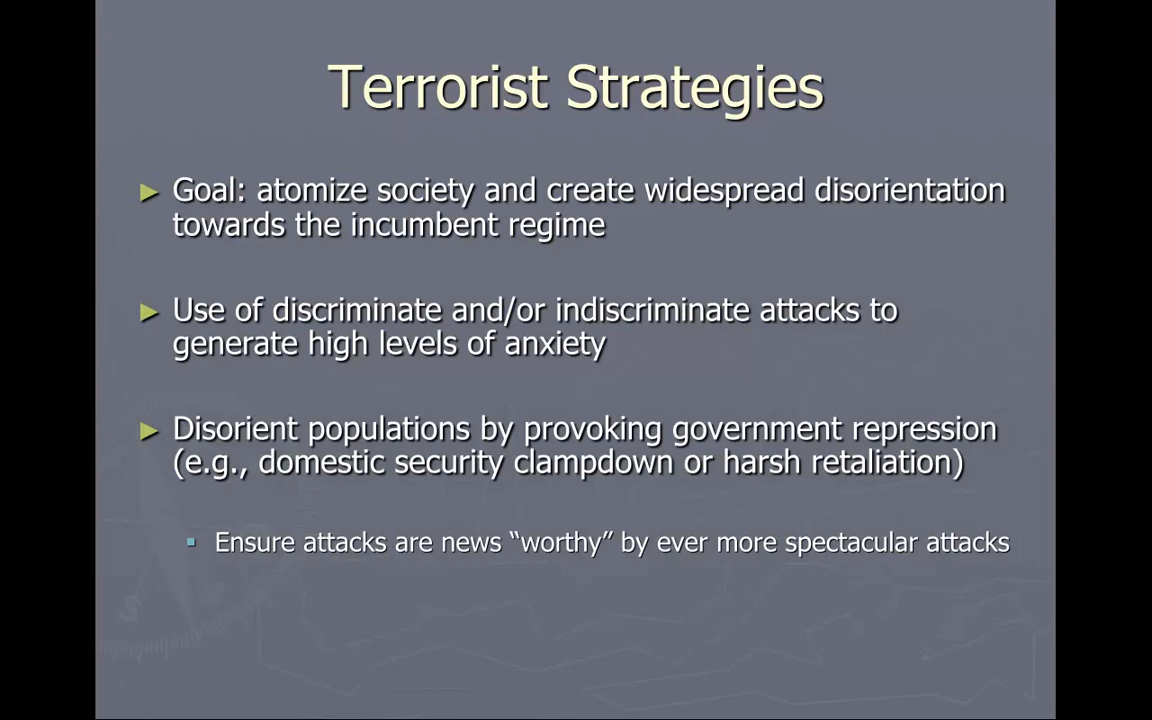 Terrorist Strategies
Goal: atomize society and create widespread disorientation
towards the incumbent regime
Use of discriminate and/or indiscriminate attacks to
generate high levels of anxiety
Disorient populations by provoking government repression
(e.g., domestic security clampdown or harsh retaliation)
Ensure attacks are news “worthy” by ever more spectacular attacks